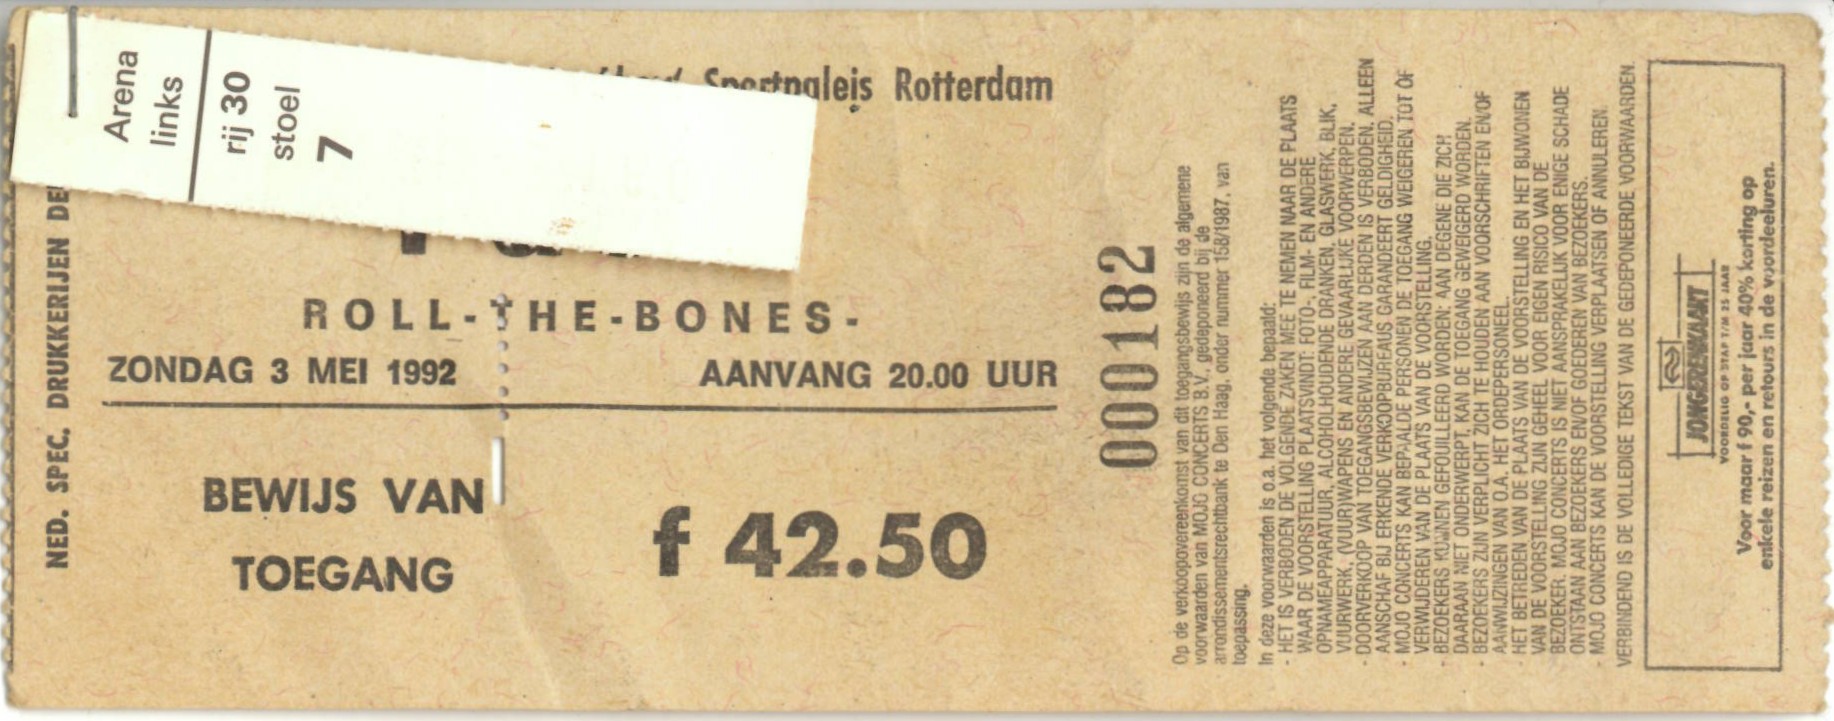 Arena
links
rij 30
stoel
7
Sportpaleis Rotterdam
ROLL-THE-BONES-
ZONDAG 3 MEI 1992 AANVANG 20.00 UUR
BEWIJS VAN
TOEGANG
f 42.50
NED. SPEC. DRUKKERIJEN DE
000182
Op de verkoopovereenkomst van dit toegangsbewijs zijn de algemene
voorwaarden van MOJO CONCERTS B.V., gedeponeerd bij de
arrondissementsrechtbank te Den Haag, onder nummer 158/1987, van
toepassing.
In deze voorwaarden is o.a. het volgende bepaald:
- HET IS VERBODEN DE VOLGENDE ZAKEN MEE TE NEMEN NAAR DE PLAATS
WAAR DE VOORSTELLING PLAATSVINDT: FOTO-, FILM- EN ANDERE
OPNAMEAPPARATUUR, ALCOHOLHOUDENDE DRANKEN, GLASWERK, BLIK,
VUURWERK, (VUUR)WAPENS EN ANDERE GEVAARLIJKE VOORWERPEN.
- DOORVERKOOP VAN TOEGANGSBEWIJZEN AAN DERDEN IS VERBODEN. ALLEEN
AANSCHAF BIJ ERKENDE VERKOOPBUREAUS GARANDEERT GELDIGHEID.
- MOJO CONCERTS KAN BEPAALDE PERSONEN DE TOEGANG WEIGEREN TOT OF
VERWIJDEREN VAN DE PLAATS VAN DE VOORSTELLING.
- BEZOEKERS KUNNEN GEFOUILLEERD WORDEN; AAN DEGENE DIE ZICH
DAARAAN NIET ONDERWERPT, KAN DE TOEGANG GEWEIGERD WORDEN.
- BEZOEKERS ZIJN VERPLICHT ZICH TE HOUDEN AAN VOORSCHRIFTEN EN/OF
AANWIJZINGEN VAN O.A. HET ORDEPERSONEEL.
- HET BETREDEN VAN DE PLAATS VAN DE VOORSTELLING EN HET BIJWONEN
VAN DE VOORSTELLING ZIJN GEHEEL VOOR EIGEN RISICO VAN DE
BEZOEKER. MOJO CONCERTS IS NIET AANSPRAKELIJK VOOR ENIGE SCHADE
ONTSTAAN AAN BEZOEKERS EN/OF GOEDEREN VAN BEZOEKERS.
- MOJO CONCERTS KAN DE VOORSTELLING VERPLAATSEN OF ANNULEREN.
VERBINDEND IS DE VOLLEDIGE TEKST VAN DE GEDEPONEERDE VOORWAARDEN
JONGERENKAART
VOORDELIG OP STAP T/M 25 JAAR
Voor maar f 90,- per jaar 40% korting op
enkele reizen en retours in de voordeeluren.